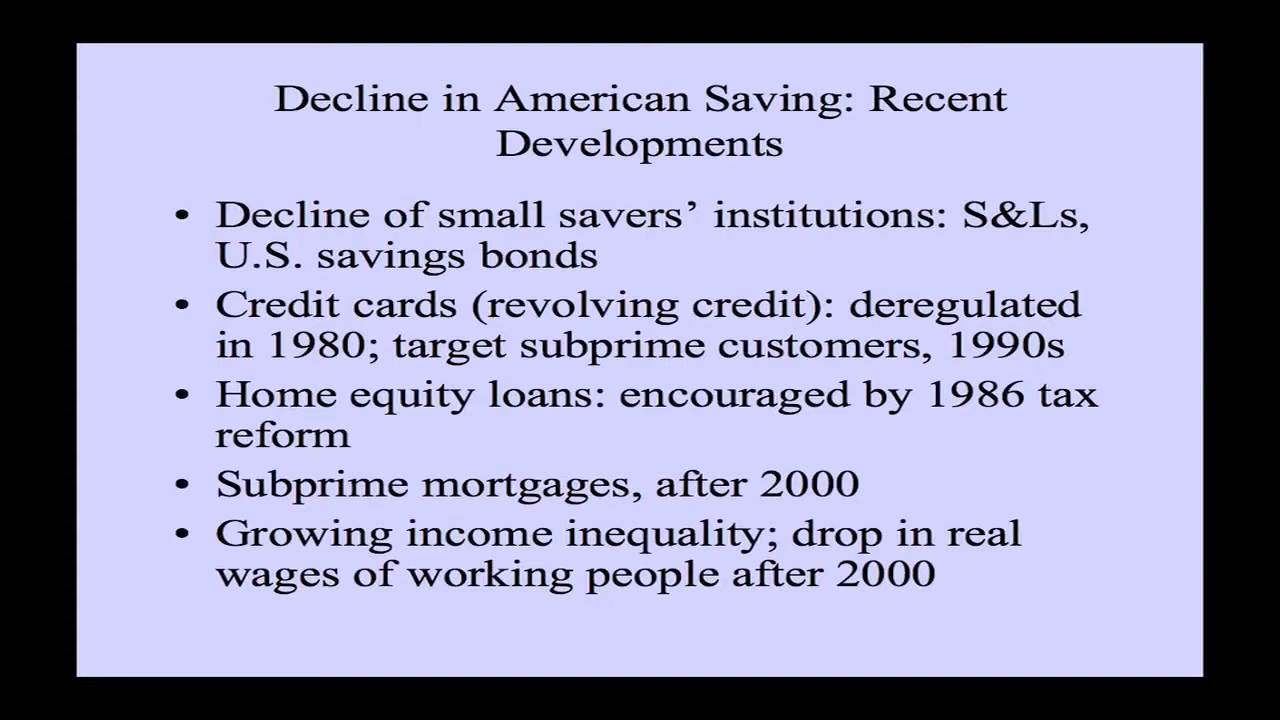 Decline in American Saving: Recent
Developments
• Decline of small savers’ institutions: S&Ls,
U.S. savings bonds
• Credit cards (revolving credit): deregulated
in 1980; target subprime customers, 1990s
• Home equity loans: encouraged by 1986 tax
reform
• Subprime mortgages, after 2000
• Growing income inequality; drop in real
wages of working people after 2000